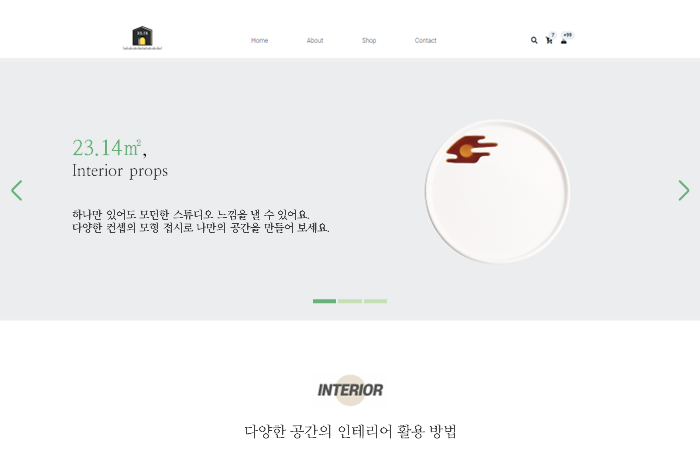 23.14
Home About Shop Contact
7 +99
23.14㎡,
Interior props
하나만 있어도 모던한 스튜디오 느낌을 낼 수 있어요.
다양한 컨셉의 모형 접시로 나만의 공간을 만들어 보세요.
INTERIOR
다양한 공간의 인테리어 활용 방법